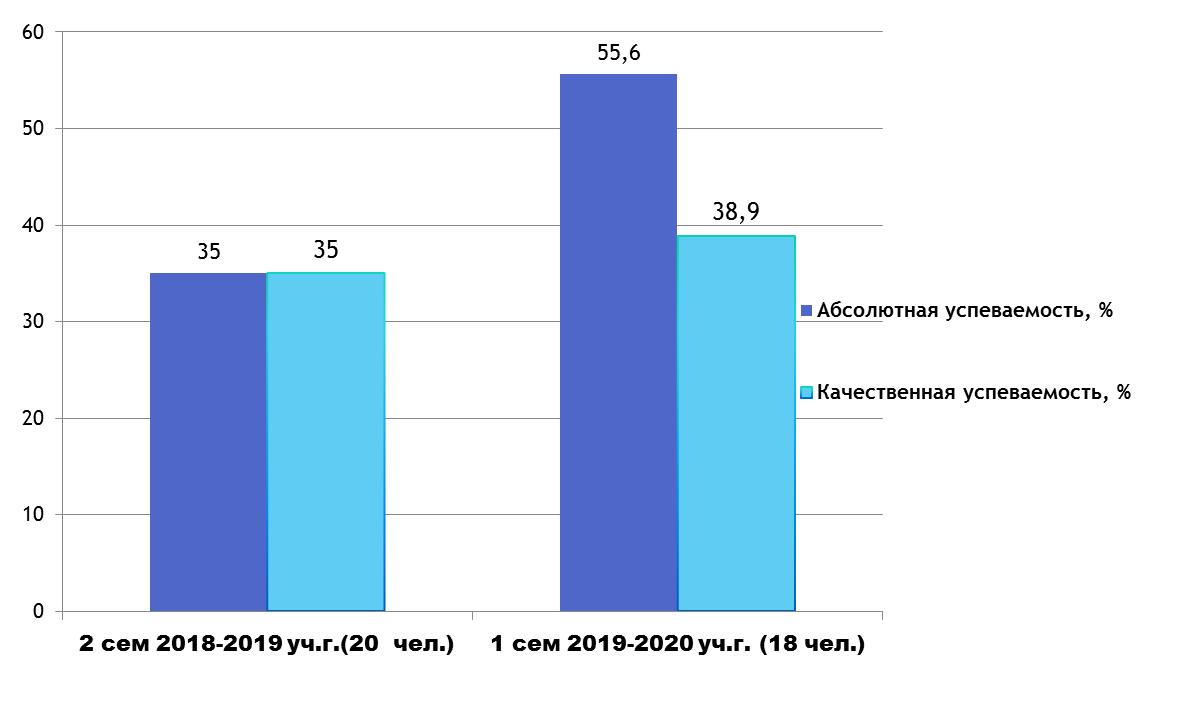 60
50
40
30
20
10
0
35
35
55,6
38,9
Абсолютная успеваемость, %
Качественная успеваемость, %
2 сем 2018-2019 уч.г.(20 чел.)
1 сем 2019-2020 уч.г. (18 чел.)